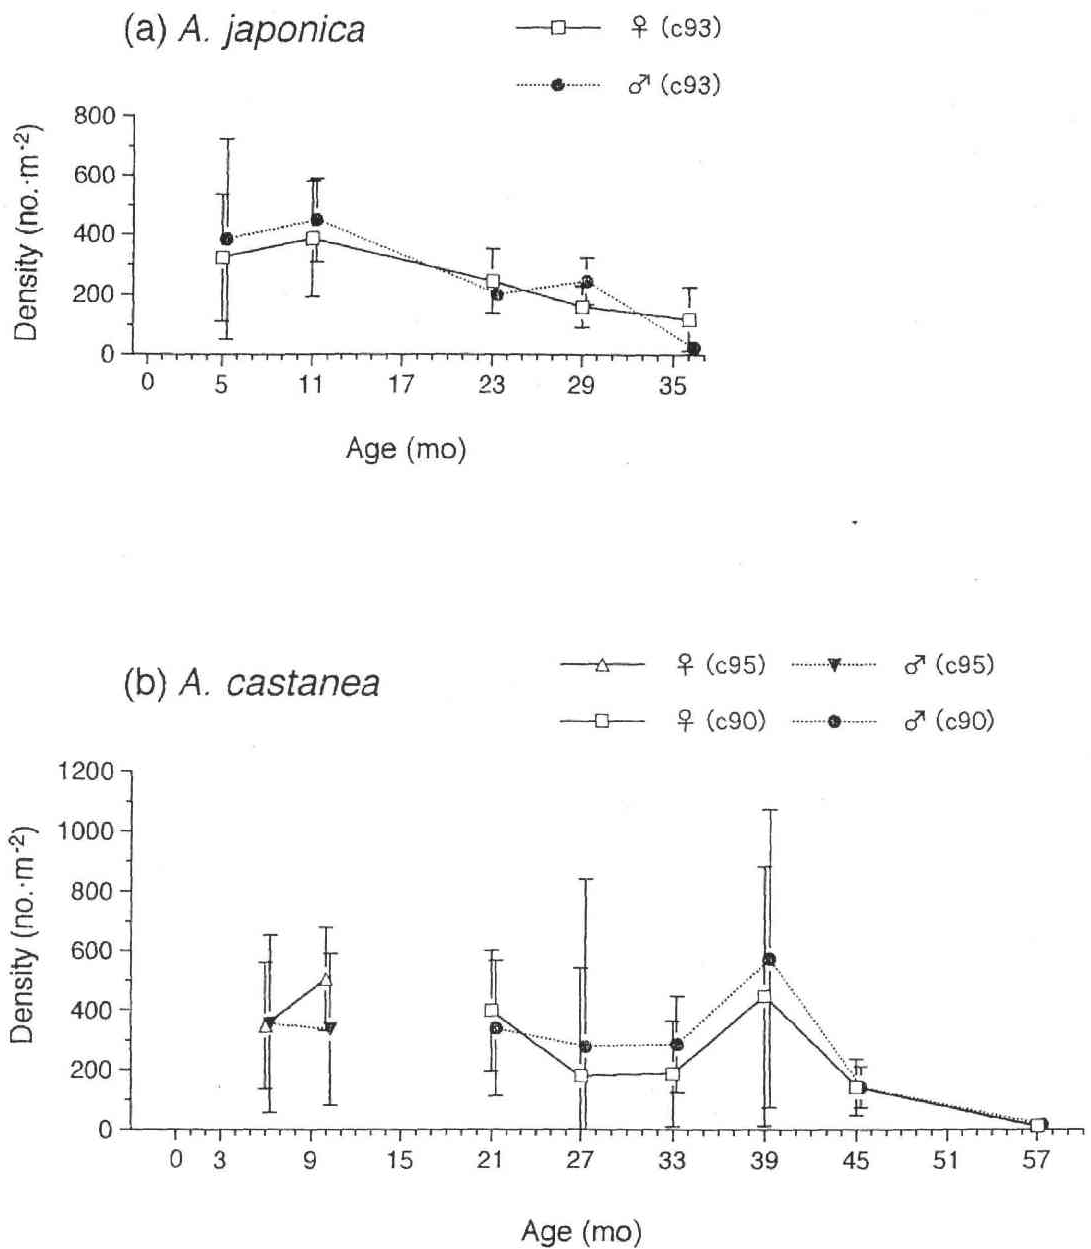 (a) A. japonica
♀ (c93)
♂ (c93)
Density (no.·m-2)
800
600
400
200
0
0 5 11 17 23 29 35
Age (mo)
(b) A. castanea
♀ (c95) ♂ (c95)
♀ (c90) ♂ (c90)
Density (no.·m-2)
1200
1000
800
600
400
200
0
0 3 9 15 21 27 33 39 45 51 57
Age (mo)